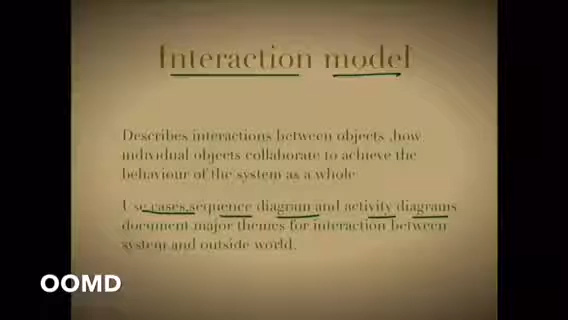 Interaction model
Describes interactions between objects ,how
individual objects collaborate to achieve the
behaviour of the system as a whole
Use cases,sequence diagram and activity diagrams
document major themes for interaction between
system and outside world.
OOMD